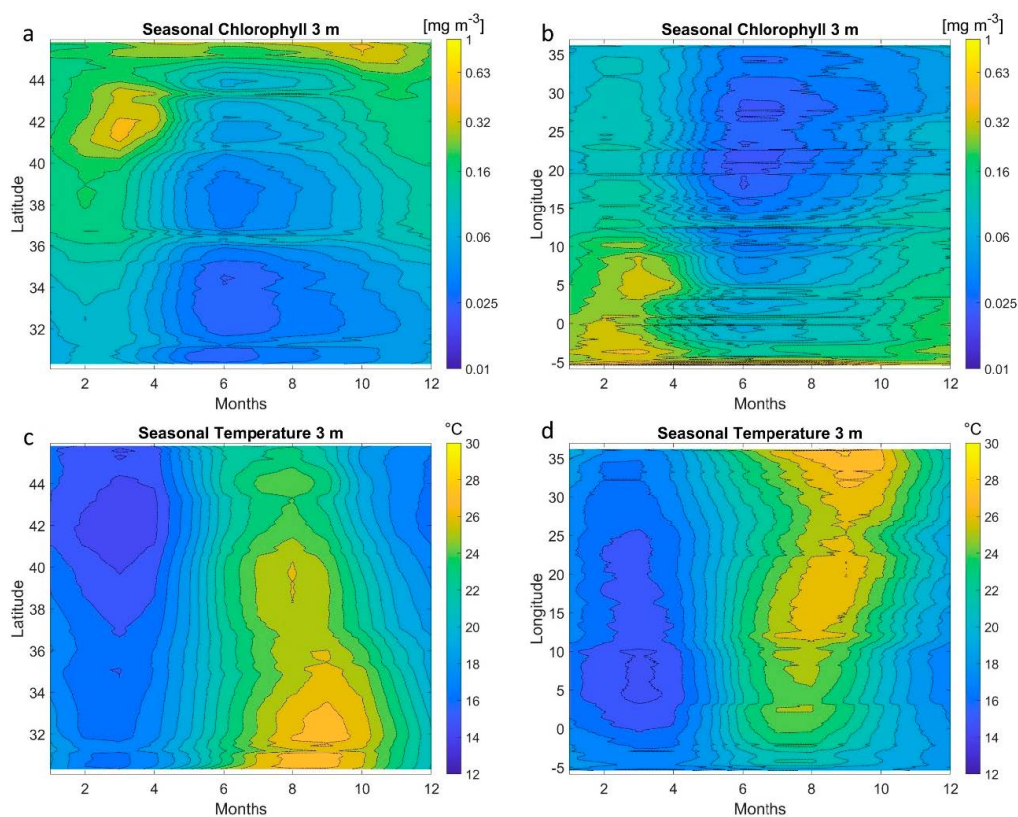 a
Seasonal Chlorophyll 3 m
[mg m-3]
44
42
40
38
36
34
32
Latitude
2 4 6 8 10 12
Months
1
0.63
0.32
0.16
0.06
0.025
0.01
b
Seasonal Chlorophyll 3 m
[mg m-3]
35
30
25
20
15
10
5
0
-5
Longitude
2 4 6 8 10 12
Months
1
0.63
0.32
0.16
0.06
0.025
0.01
c
Seasonal Temperature 3 m
°C
44
42
40
38
36
34
32
Latitude
2 4 6 8 10 12
Months
30
28
26
24
22
20
18
16
14
12
d
Seasonal Temperature 3 m
°C
35
30
25
20
15
10
5
0
-5
Longitude
2 4 6 8 10 12
Months
30
28
26
24
22
20
18
16
14
12